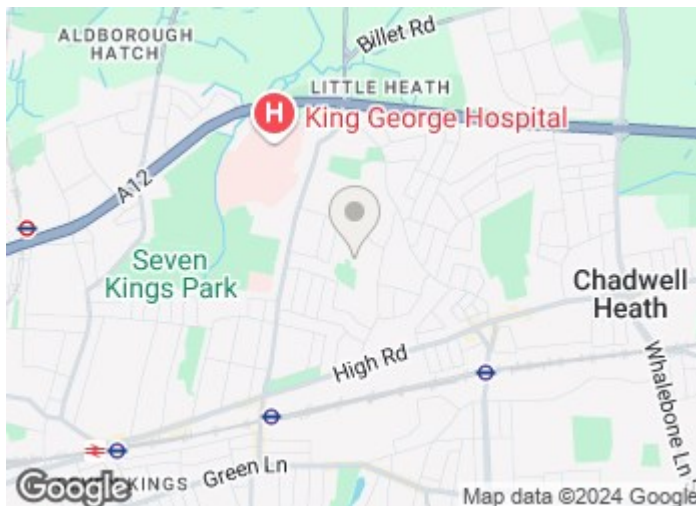 ALDBOROUGH
HATCH
Billet Rd
LITTLE HEATH
H
King George Hospital
A12
Seven
Kings Park
Chadwell
Heath
High Rd
Whalebone Ln
Green Ln
KINGS
Google
Map data ©2024 Google